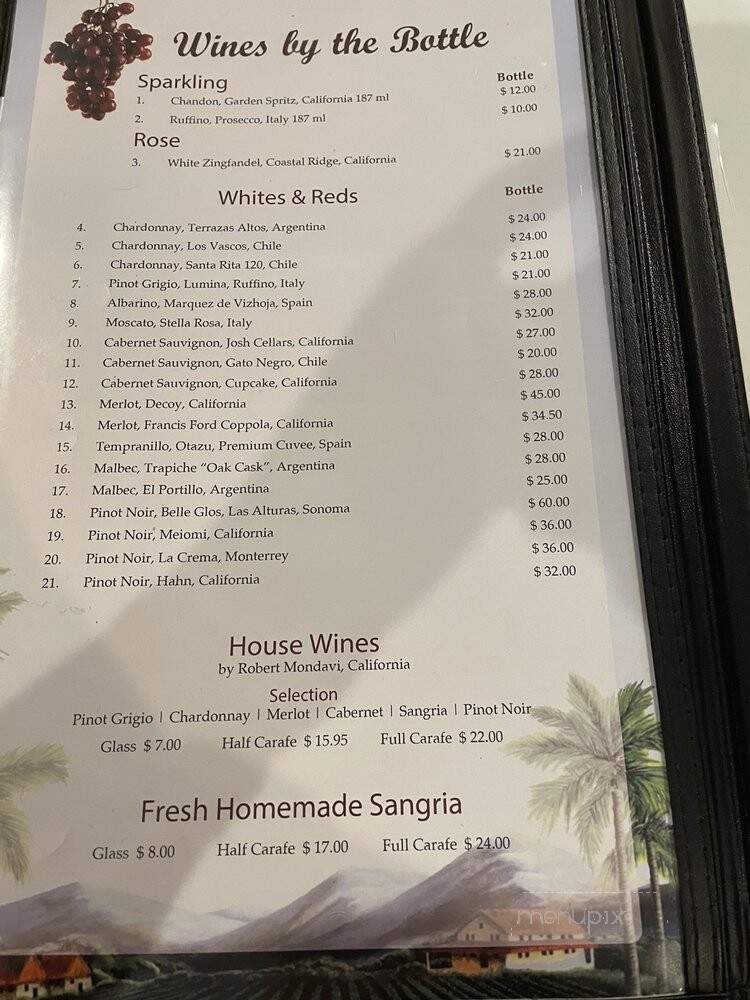 Wines by the Bottle
Sparkling Bottle
1. Chandon, Garden Spritz, California 187 ml $ 12.00
2. Ruffino, Prosecco, Italy 187 ml $ 10.00
Rose
3. White Zingfandel, Coastal Ridge, California $ 21.00
Whites & Reds Bottle
4. Chardonnay, Terrazas Altos, Argentina $ 24.00
5. Chardonnay, Los Vascos, Chile $ 24.00
6. Chardonnay, Santa Rita 120, Chile $ 21.00
7. Pinot Grigio, Lumina, Ruffino, Italy $ 21.00
8. Albarino, Marquez de Vizhoja, Spain $ 28.00
9. Moscato, Stella Rosa, Italy $ 32.00
10. Cabernet Sauvignon, Josh Cellars, California $ 27.00
11. Cabernet Sauvignon, Gato Negro, Chile $ 20.00
12. Cabernet Sauvignon, Cupcake, California $ 28.00
13. Merlot, Decoy, California $ 45.00
14. Merlot, Francis Ford Coppola, California $ 34.50
15. Tempranillo, Otazu, Premium Cuvee, Spain $ 28.00
16. Malbec, Trapiche “Oak Cask”, Argentina $ 28.00
17. Malbec, El Portillo, Argentina $ 25.00
18. Pinot Noir, Belle Glos, Las Alturas, Sonoma $ 60.00
19. Pinot Noir, Meiomi, California $ 36.00
20. Pinot Noir, La Crema, Monterrey $ 36.00
21. Pinot Noir, Hahn, California $ 32.00
House Wines
by Robert Mondavi, California
Selection
Pinot Grigio | Chardonnay | Merlot | Cabernet | Sangria | Pinot Noir
Glass $ 7.00 Half Carafe $ 15.95 Full Carafe $ 22.00
Fresh Homemade Sangria
Glass $ 8.00 Half Carafe $ 17.00 Full Carafe $ 24.00
menupix